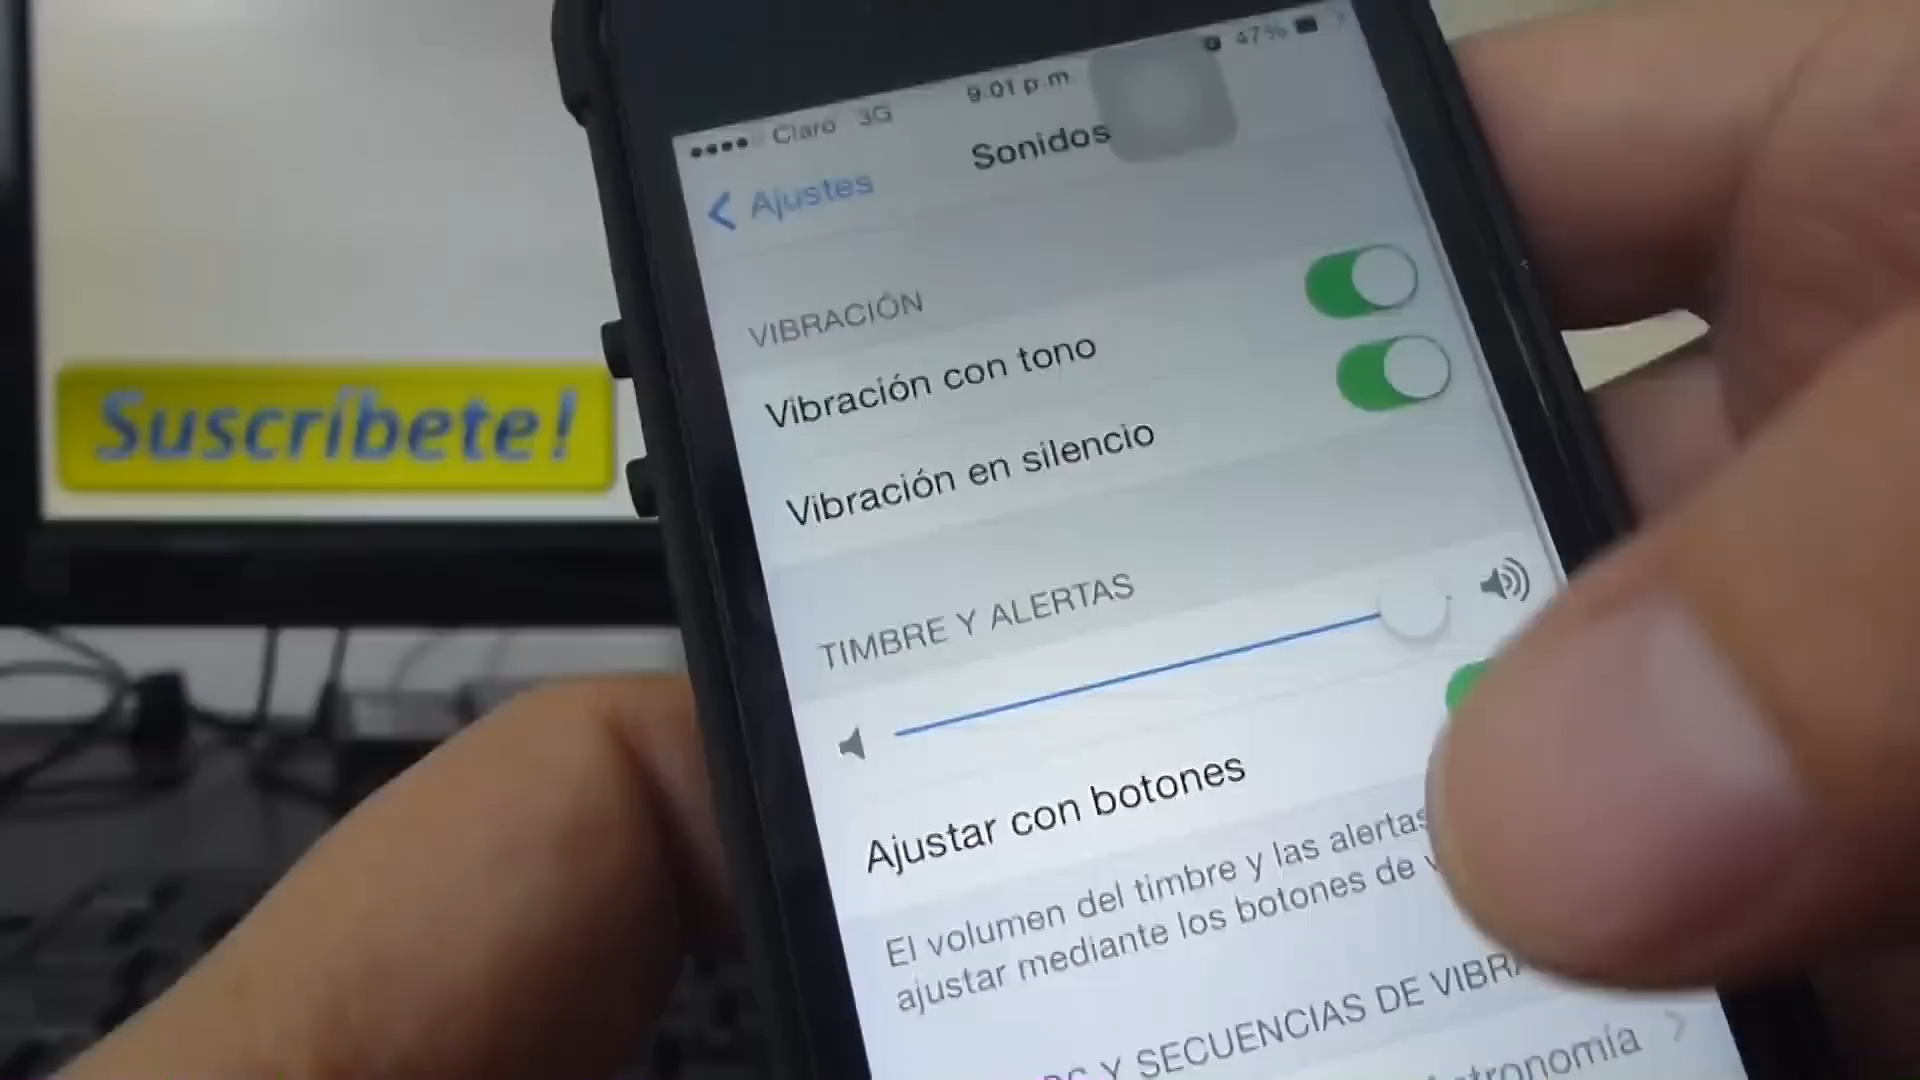 Claro 3G 9:01 p.m 47%
Ajustes
Sonidos
VIBRACIÓN
Vibración con tono
Vibración en silencio
TIMBRE Y ALERTAS
Ajustar con botones
El volumen del timbre y las alertas
ajustar mediante los botones de
Y SECUENCIAS DE VIBRA
Suscríbete!